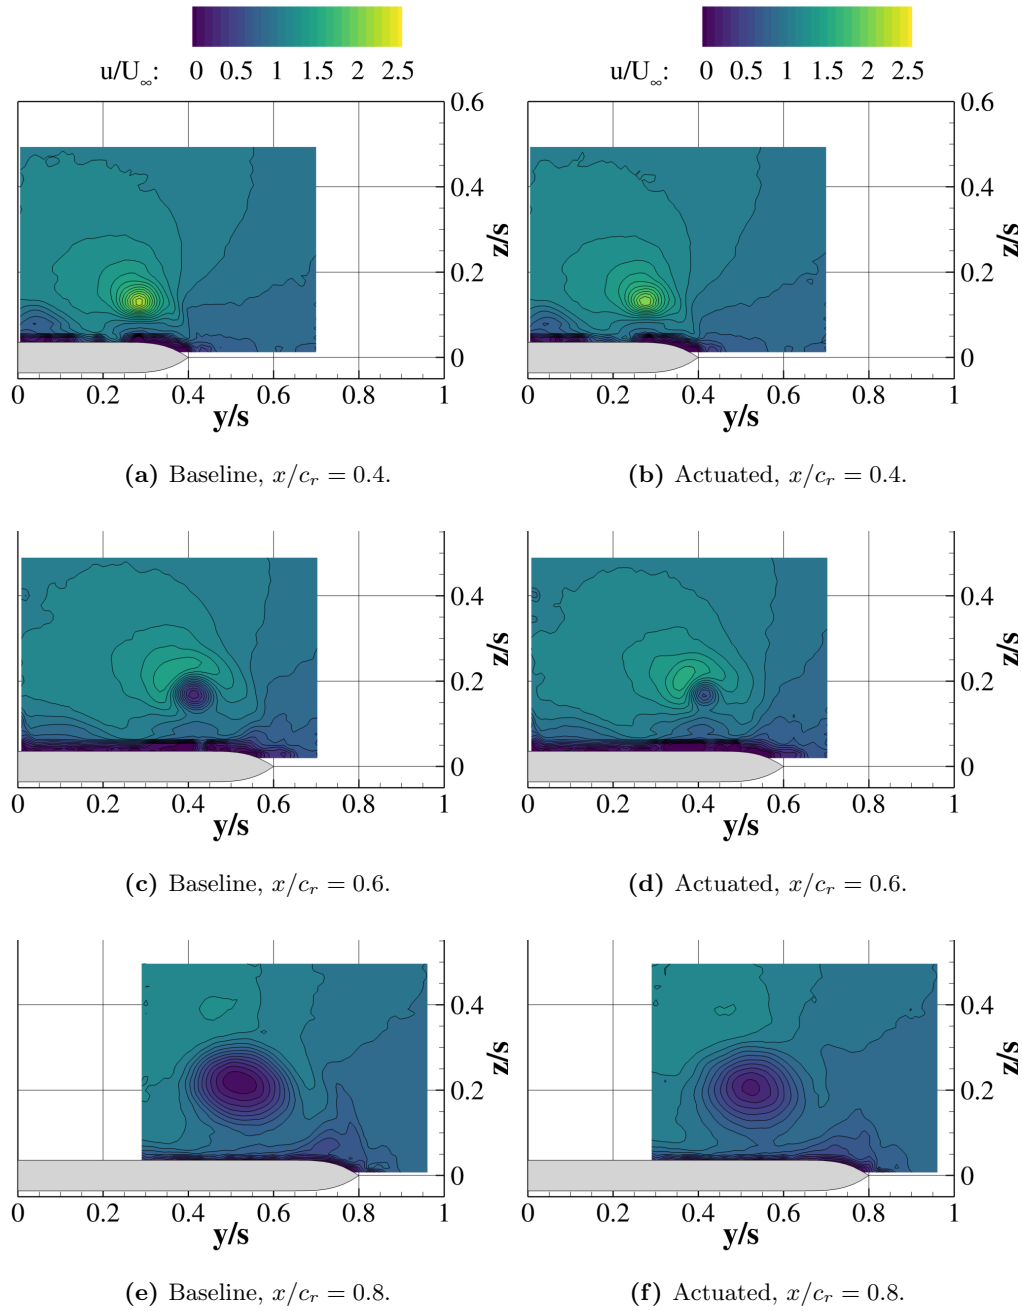 u/U∞: 0 0.5 1 1.5 2 2.5
u/U∞: 0 0.5 1 1.5 2 2.5
0.6
0.4
0.2
0
z/s
0 0.2 0.4 0.6 0.8 1
y/s
0.6
0.4
0.2
0
z/s
0 0.2 0.4 0.6 0.8 1
y/s
(a) Baseline, x/cᵣ = 0.4.
(b) Actuated, x/cᵣ = 0.4.
0.4
0.2
0
z/s
0 0.2 0.4 0.6 0.8 1
y/s
0.4
0.2
0
z/s
0 0.2 0.4 0.6 0.8 1
y/s
(c) Baseline, x/cᵣ = 0.6.
(d) Actuated, x/cᵣ = 0.6.
0.4
0.2
0
z/s
0 0.2 0.4 0.6 0.8 1
y/s
0.4
0.2
0
z/s
0 0.2 0.4 0.6 0.8 1
y/s
(e) Baseline, x/cᵣ = 0.8.
(f) Actuated, x/cᵣ = 0.8.